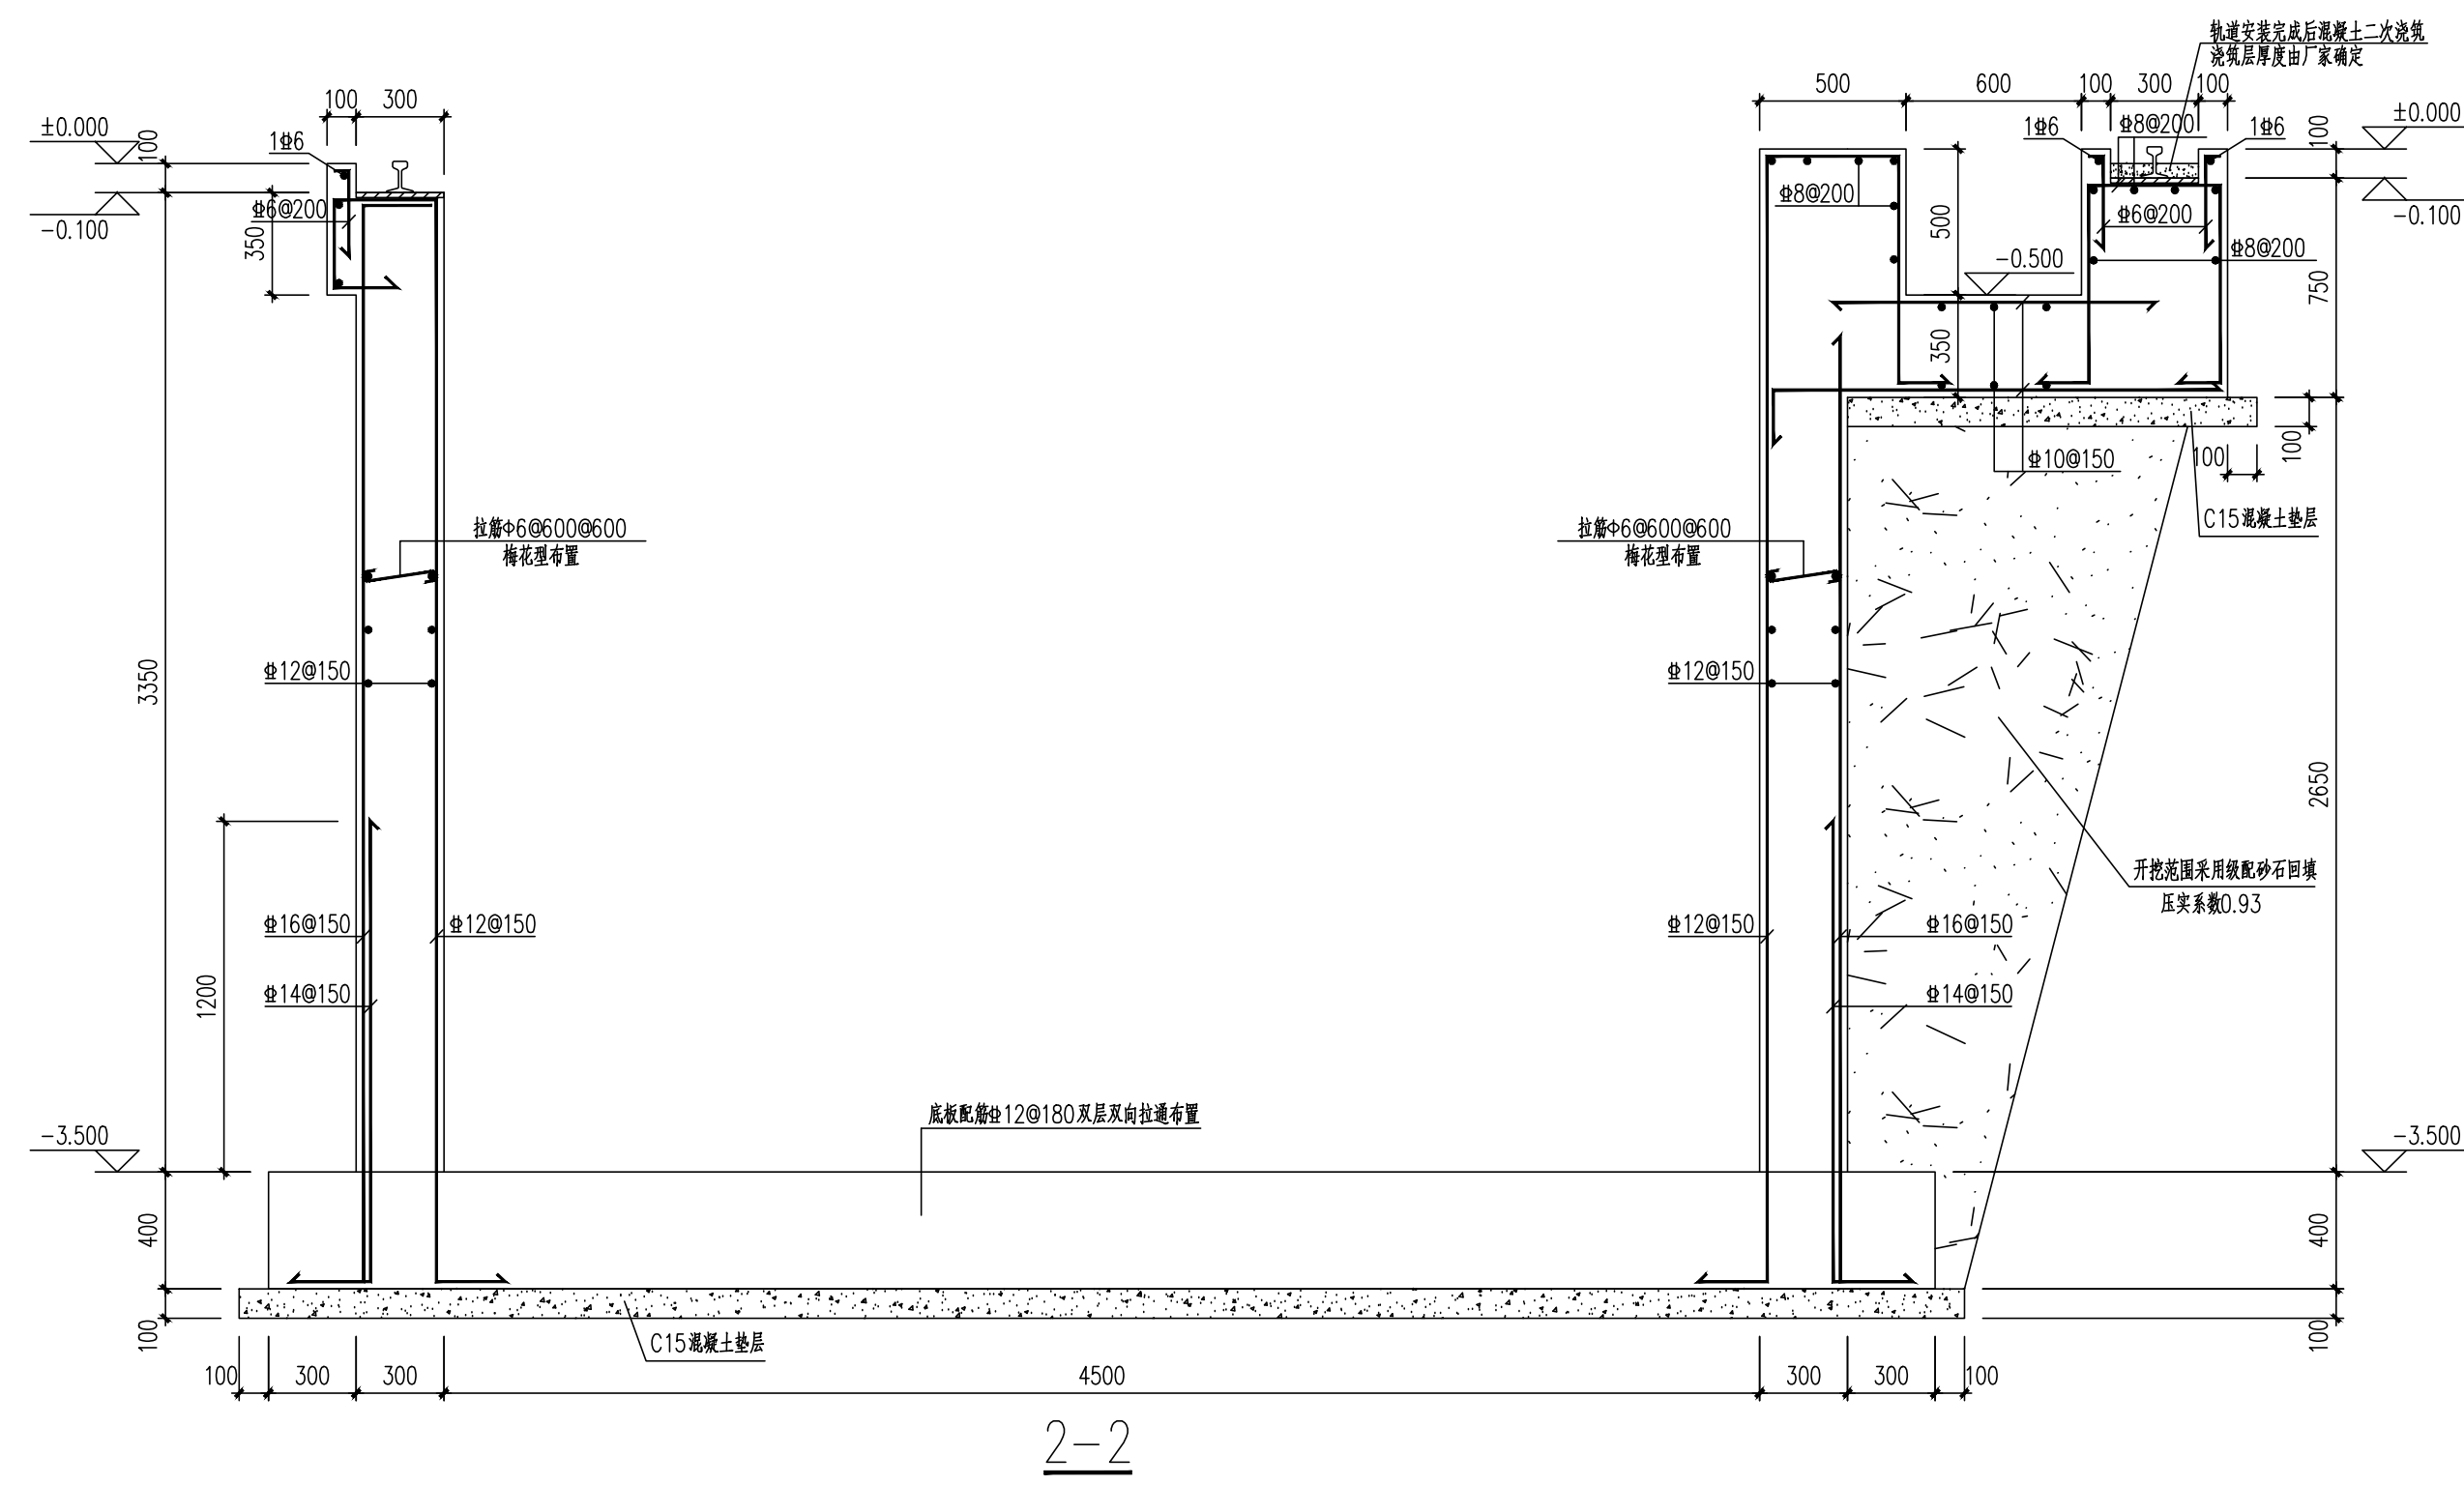 轨道安装完成后混凝土二次浇筑
浇筑层厚度由厂家确定
500 600 100 300 100
100 300
±0.000
±0.000
100
1Φ6
1Φ6
Φ8@200
1Φ6
100
Φ6@200
Φ8@200
500
Φ6@200
-0.100
-0.100
350
-0.500
Φ8@200
750
350
100
Φ10@150
100
C15混凝土垫层
拉筋Φ6@600@600
梅花型布置
拉筋Φ6@600@600
梅花型布置
3350
Φ12@150
Φ12@150
2650
开挖范围采用级配砂石回填
压实系数0.93
Φ16@150
Φ12@150
Φ12@150
Φ16@150
1200
Φ14@150
Φ14@150
底板配筋Φ12@180双层双向拉通布置
-3.500
-3.500
400
400
100
C15混凝土垫层
100
100 300 300 4500 300 300 100
2-2